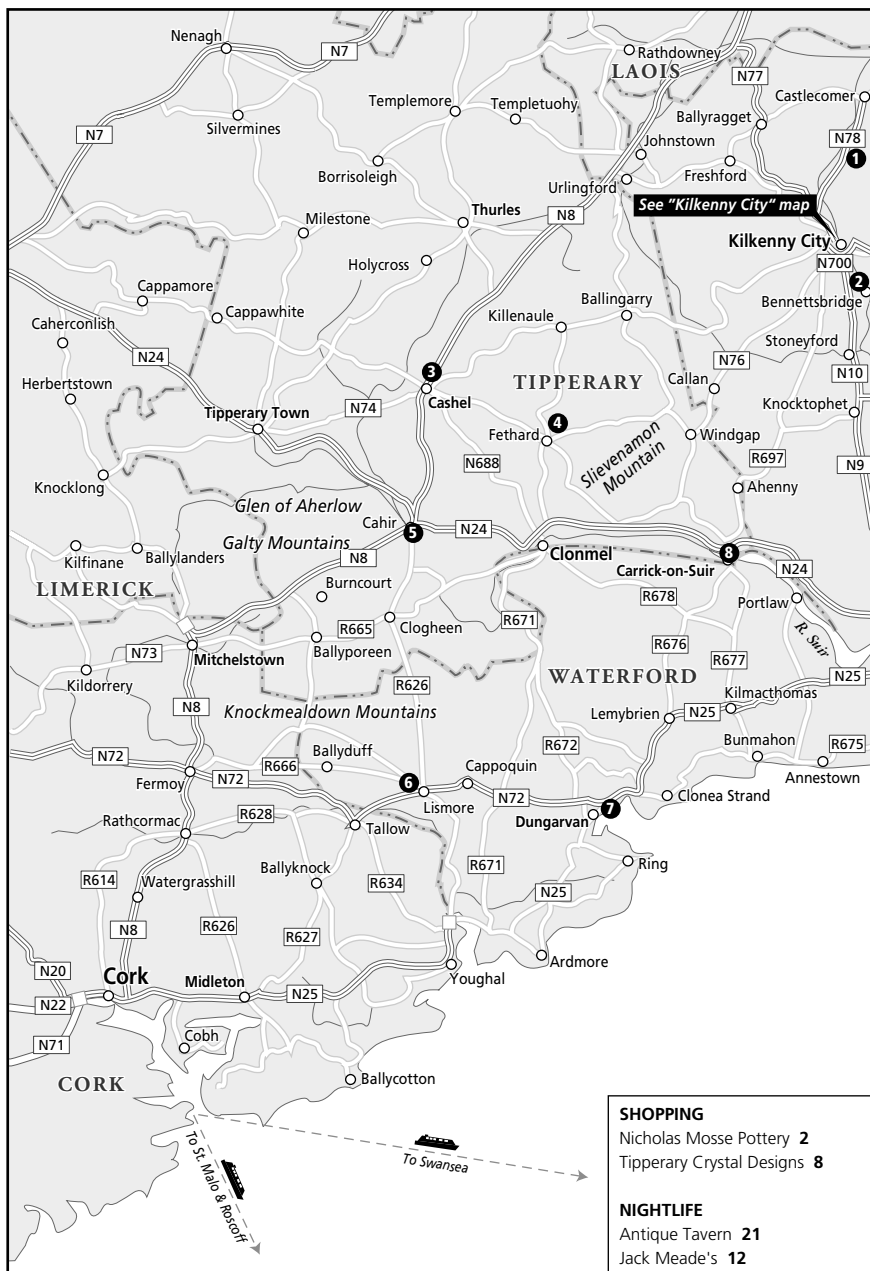 Nenagh
N7
Rathdowney
LAOIS
N77
Castlecomer
Templemore
Templetuohy
Ballyragget
Silvermines
N7
Johnstown
N78
1
Borrisoleigh
Freshford
Urlingford
See "Kilkenny City" map
Thurles
N8
Milestone
Kilkenny City
Holycross
N700
2
Cappamore
Ballingarry
Bennettsbridge
Cappawhite
Killenaule
Caherconlish
Stoneyford
N24
N76
3
TIPPERARY
N10
Herbertstown
Callan
Cashel
N74
Knocktophet
Tipperary Town
4
Fethard
Slievenamon
Mountain
Windgap
N688
R697
N9
Knocklong
Ahenny
Glen of Aherlow
Cahir
5
N24
Galty Mountains
Clonmel
8
Kilfinane
Ballylanders
N8
Carrick-on-Suir
N24
LIMERICK
Burncourt
R678
Portlaw
R665
Clogheen
R671
R. Suir
N73
Mitchelstown
Ballyporeen
R676
R677
Kildorrery
R626
WATERFORD
N25
Kilmacthomas
N8
Knockmealdown Mountains
Lemybrien
N25
N72
R666
Ballyduff
R672
Bunmahon
R675
Fermoy
N72
6
Cappoquin
Annestown
Lismore
N72
Clonea Strand
Rathcormac
R628
Tallow
Dungarvan
7
Ballyknock
R634
R671
Ring
R614
Watergrasshill
N25
N8
R626
R627
Ardmore
N20
Cork
Midleton
Youghal
N22
N25
N71
Cobh
CORK
Ballycotton
To St. Malo & Roscoff
To Swansea
SHOPPING
Nicholas Mosse Pottery 2
Tipperary Crystal Designs 8
NIGHTLIFE
Antique Tavern 21
Jack Meade's 12